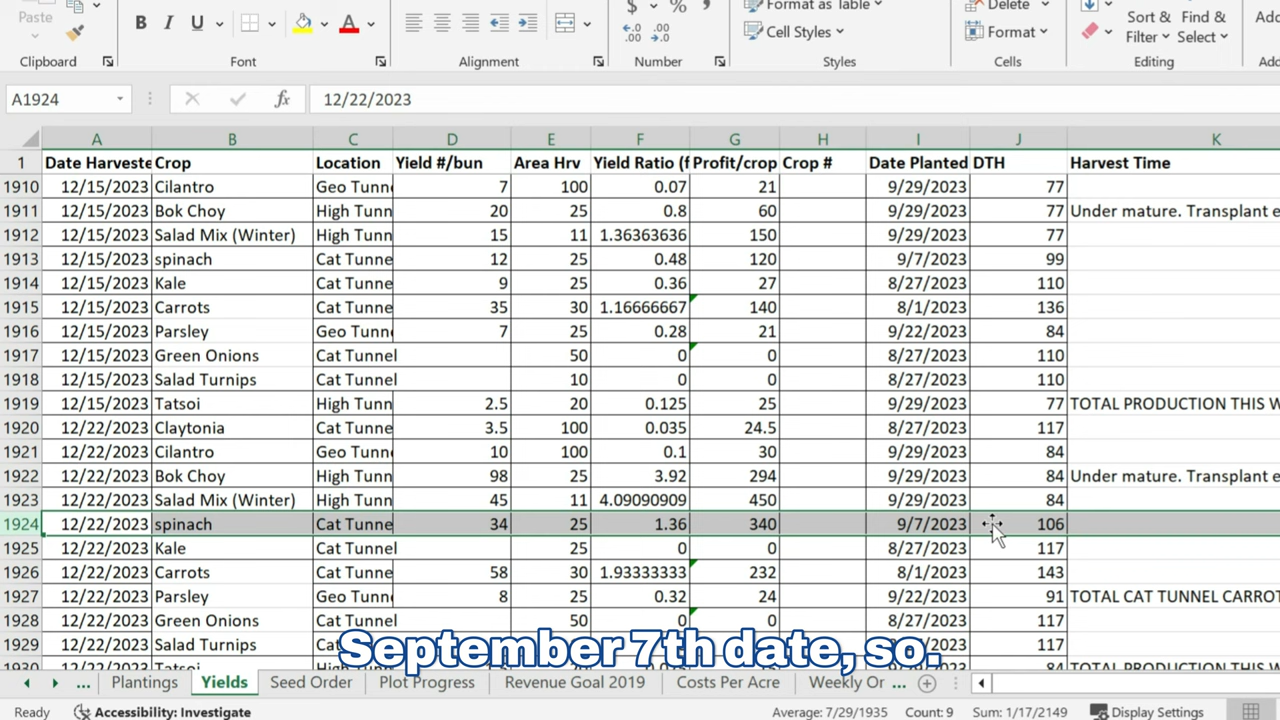 Paste
B I U A
$ % ,
Format as Table
Cell Styles
Delete
Format
Sort & Find &
Filter Select
Clipboard Font Alignment Number Styles Cells Editing
A1924 fx 12/22/2023
A B C D E F G H I J K
1 Date Harveste Crop Location Yield #/bun Area Hrv Yield Ratio (f Profit/crop Crop # Date Planted DTH Harvest Time
1910 12/15/2023 Cilantro Geo Tunn 7 100 0.07 21 9/29/2023 77
1911 12/15/2023 Bok Choy High Tunn 20 25 0.8 60 9/29/2023 77 Under mature. Transplant e
1912 12/15/2023 Salad Mix (Winter) High Tunn 15 11 1.36363636 150 9/29/2023 77
1913 12/15/2023 spinach Cat Tunne 12 25 0.48 120 9/7/2023 99
1914 12/15/2023 Kale Cat Tunne 9 25 0.36 27 8/27/2023 110
1915 12/15/2023 Carrots Cat Tunne 35 30 1.16666667 140 8/1/2023 136
1916 12/15/2023 Parsley Geo Tunn 7 25 0.28 21 9/22/2023 84
1917 12/15/2023 Green Onions Cat Tunnel 50 0 0 8/27/2023 110
1918 12/15/2023 Salad Turnips Cat Tunnel 10 0 0 8/27/2023 110
1919 12/15/2023 Tatsoi High Tunn 2.5 20 0.125 25 9/29/2023 77 TOTAL PRODUCTION THIS W
1920 12/22/2023 Claytonia Cat Tunne 3.5 100 0.035 24.5 8/27/2023 117
1921 12/22/2023 Cilantro Geo Tunn 10 100 0.1 30 9/29/2023 84
1922 12/22/2023 Bok Choy High Tunn 98 25 3.92 294 9/29/2023 84 Under mature. Transplant e
1923 12/22/2023 Salad Mix (Winter) High Tunn 45 11 4.09090909 450 9/29/2023 84
1924 12/22/2023 spinach Cat Tunne 34 25 1.36 340 9/7/2023 106
1925 12/22/2023 Kale Cat Tunnel 25 0 0 8/27/2023 117
1926 12/22/2023 Carrots Cat Tunne 58 30 1.93333333 232 8/1/2023 143
1927 12/22/2023 Parsley Geo Tunn 8 25 0.32 24 9/22/2023 91 TOTAL CAT TUNNEL CARROT
1928 12/22/2023 Green Onions Cat Tunnel 50 0 0 8/27/2023 117
1929 12/22/2023 Salad Turnips Cat 117
September 7th date, so.
1930 12/22/2023 Tatsoi High Tunn
... Plantings Yields Seed Order Plot Progress Revenue Goal 2019 Costs Per Acre Weekly Or ...
Ready Accessibility: Investigate Average: 7/29/1935 Count: 9 Sum: 1/17/2149 Display Settings